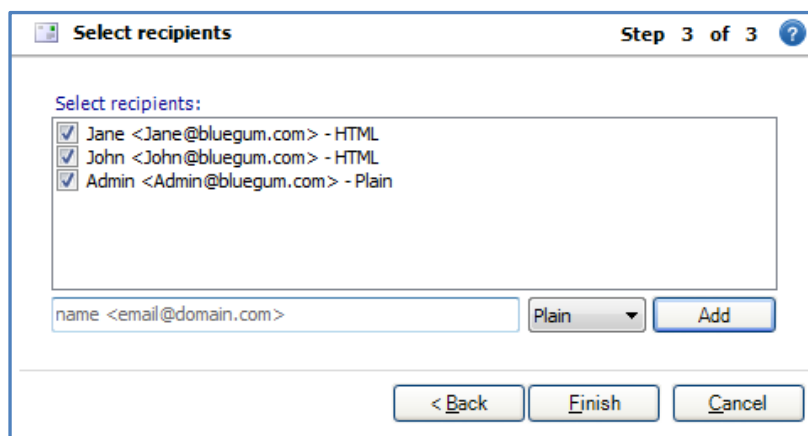 Select recipients Step 3 of 3 ?
Select recipients:
Jane <Jane@bluegum.com> - HTML
John <John@bluegum.com> - HTML
Admin <Admin@bluegum.com> - Plain
name <email@domain.com> Plain Add
< Back Finish Cancel